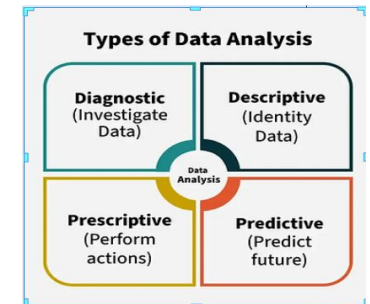 Types of Data Analysis
Diagnostic
(Investigate
Data)
Descriptive
(Identity
Data)
Data
Analysis
Prescriptive
(Perform
actions)
Predictive
(Predict
future)